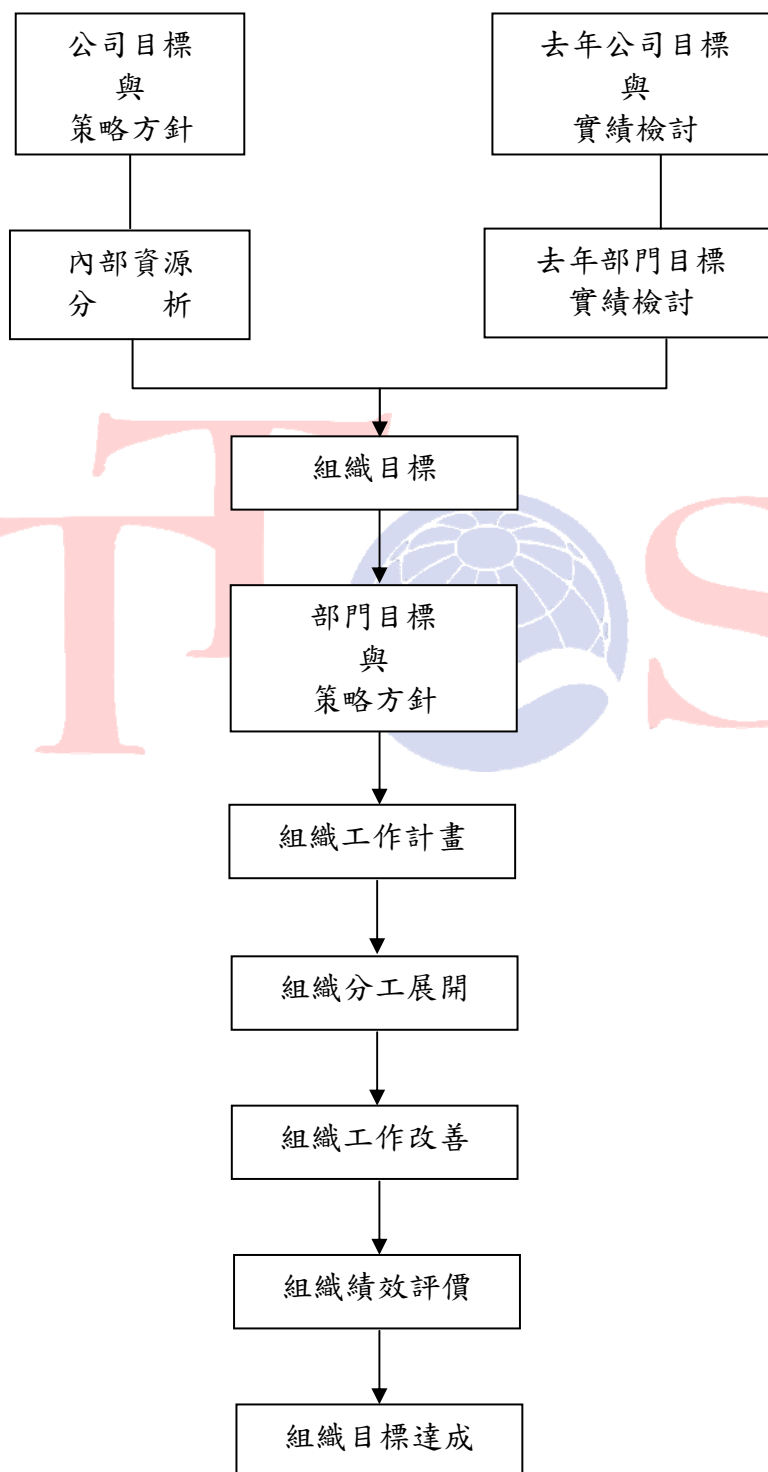 公司目標
與
策略方針
去年公司目標
與
實績檢討
內部資源
分 析
去年部門目標
實績檢討
組織目標
部門目標
與
策略方針
組織工作計畫
組織分工展開
組織工作改善
組織績效評價
組織目標達成
TTQS